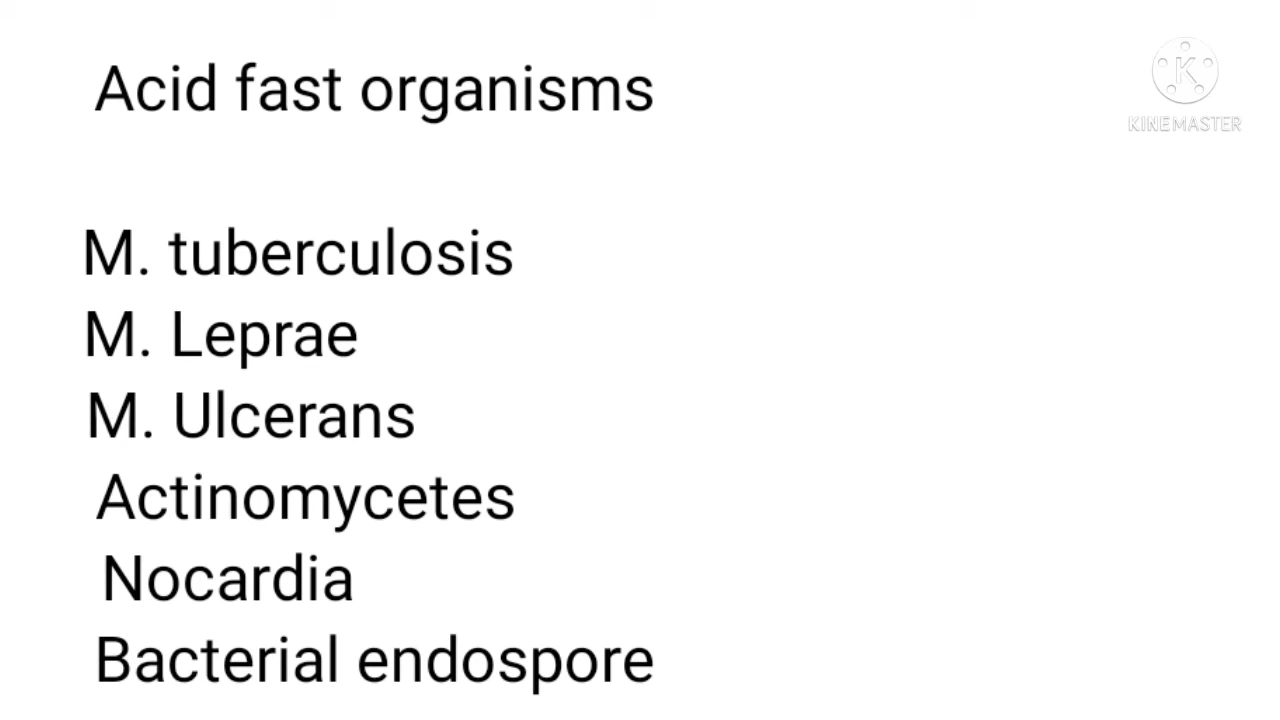 Acid fast organisms
KINEMASTER
M. tuberculosis
M. Leprae
M. Ulcerans
Actinomycetes
Nocardia
Bacterial endospore